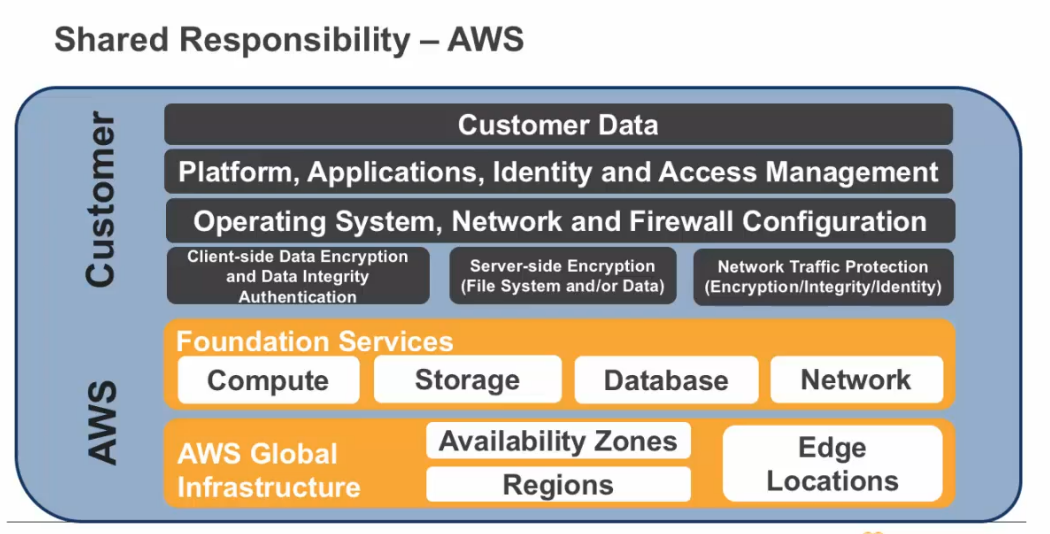 Shared Responsibility – AWS
Customer
Customer Data
Platform, Applications, Identity and Access Management
Operating System, Network and Firewall Configuration
Client-side Data Encryption
and Data Integrity
Authentication
Server-side Encryption
(File System and/or Data)
Network Traffic Protection
(Encryption/Integrity/Identity)
AWS
Foundation Services
Compute
Storage
Database
Network
AWS Global
Infrastructure
Availability Zones
Regions
Edge
Locations